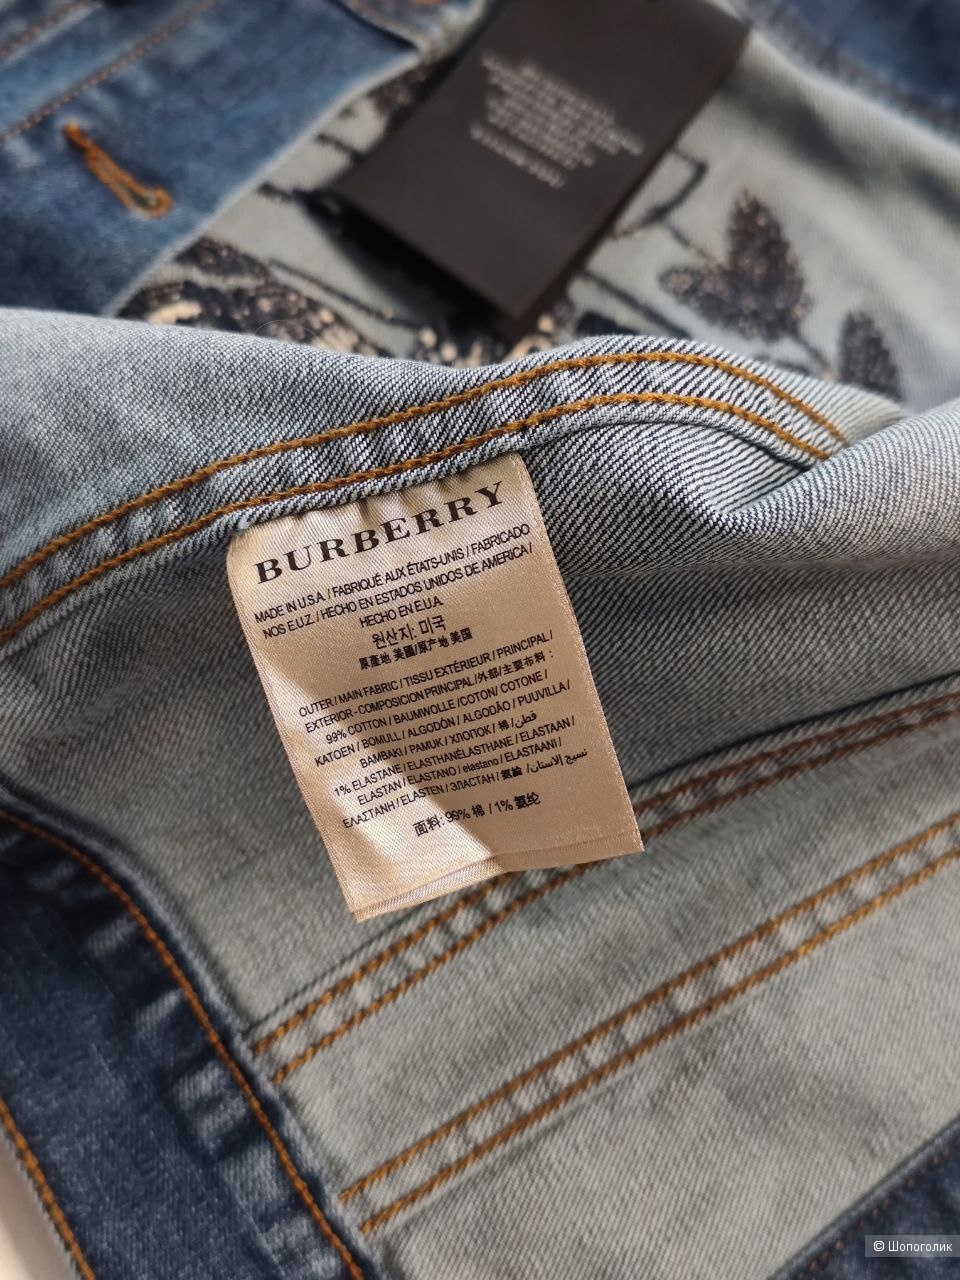 BURBERRY
MADE IN U.S.A. / FABRIQUÉ AUX ÉTATS-UNIS / FABRICADO
NOS E.U.Z. / HECHO EN ESTADOS UNIDOS DE AMERICA /
HECHO EN E.U.A.
원산지: 미국
原產地 美國/原产地 美国
OUTER / MAIN FABRIC / TISSU EXTÉRIEUR / PRINCIPAL /
EXTERIOR - COMPOSICION PRINCIPAL /外部/主要布料 :
99% COTTON / BAUMWOLLE /COTON/ COTONE /
KATOEN / BOMULL / ALGODÓN / ALGODÃO / PUUVILLA /
BAMBAKI / PAMUK / ХЛОПОК / 棉 / قطن
1% ELASTANE / ELASTHANÉLASTHANE / ELASTAAN /
ELASTAN / ELASTANO / elastano / ELASTAANI /
ΕΛΑΣΤΑΝΗ / ELASTEN / ЭЛАСТАН / 氨綸 / نسيج الاستان
面料: 99% 棉 / 1% 氨纶
© Шопоголик